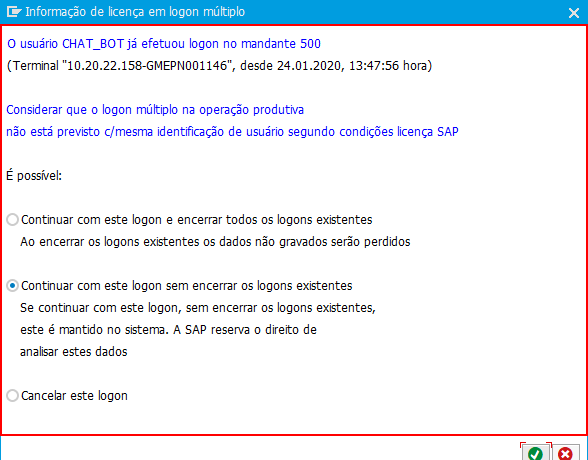 Informação de licença em logon múltiplo
O usuário CHAT_BOT já efetuou logon no mandante 500
(Terminal "10.20.22.158-GMEPN001146", desde 24.01.2020, 13:47:56 hora)
Considerar que o logon múltiplo na operação produtiva
não está previsto c/mesma identificação de usuário segundo condições licença SAP
É possível:
Continuar com este logon e encerrar todos os logons existentes
Ao encerrar os logons existentes os dados não gravados serão perdidos
Continuar com este logon sem encerrar os logons existentes
Se continuar com este logon, sem encerrar os logons existentes,
este é mantido no sistema. A SAP reserva o direito de
analisar estes dados
Cancelar este logon